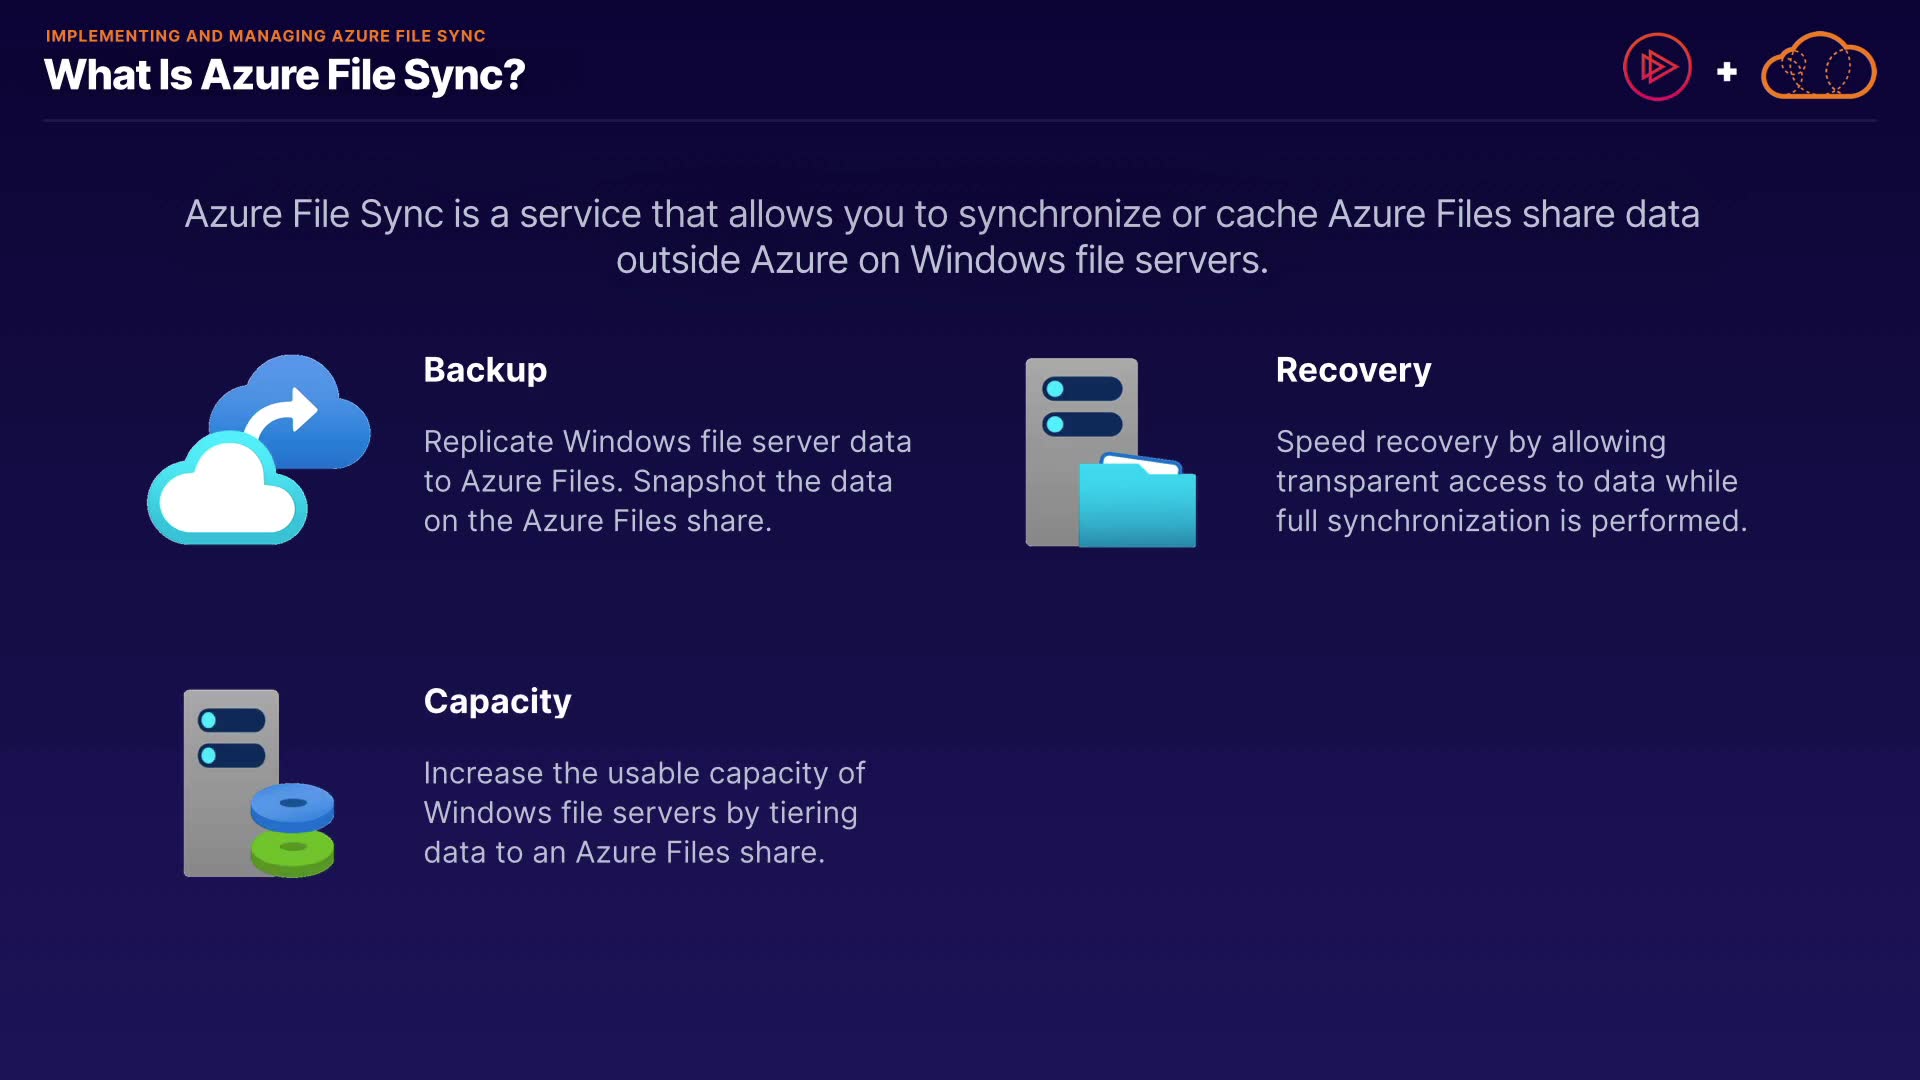 IMPLEMENTING AND MANAGING AZURE FILE SYNC
What Is Azure File Sync?
+
Azure File Sync is a service that allows you to synchronize or cache Azure Files share data
outside Azure on Windows file servers.
Backup
Replicate Windows file server data
to Azure Files. Snapshot the data
on the Azure Files share.
Recovery
Speed recovery by allowing
transparent access to data while
full synchronization is performed.
Capacity
Increase the usable capacity of
Windows file servers by tiering
data to an Azure Files share.